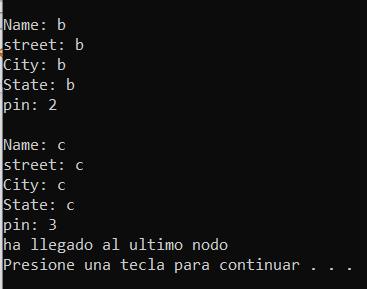 Name: b
street: b
City: b
State: b
pin: 2
Name: c
street: c
City: c
State: c
pin: 3
ha llegado al ultimo nodo
Presione una tecla para continuar . . .